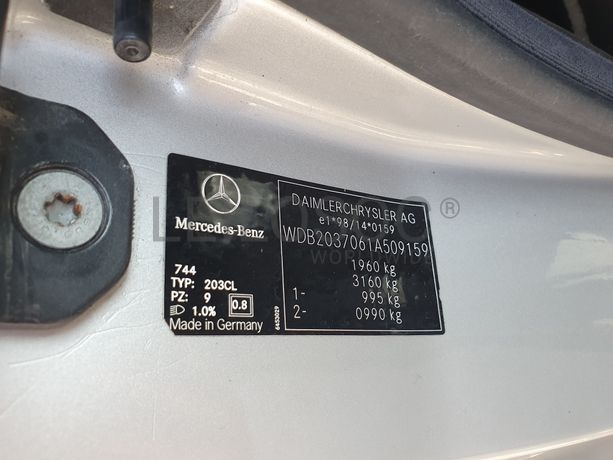 Mercedes-Benz
744
TYP: 203CL
PZ: 9
1.0%
0.8
Made in Germany
6453029
DAIMLERCHRYSLER AG
e1*98/14*0159
WDB2037061A509159
1960 kg
3160 kg
1- 995 kg
2- 0990 kg
®